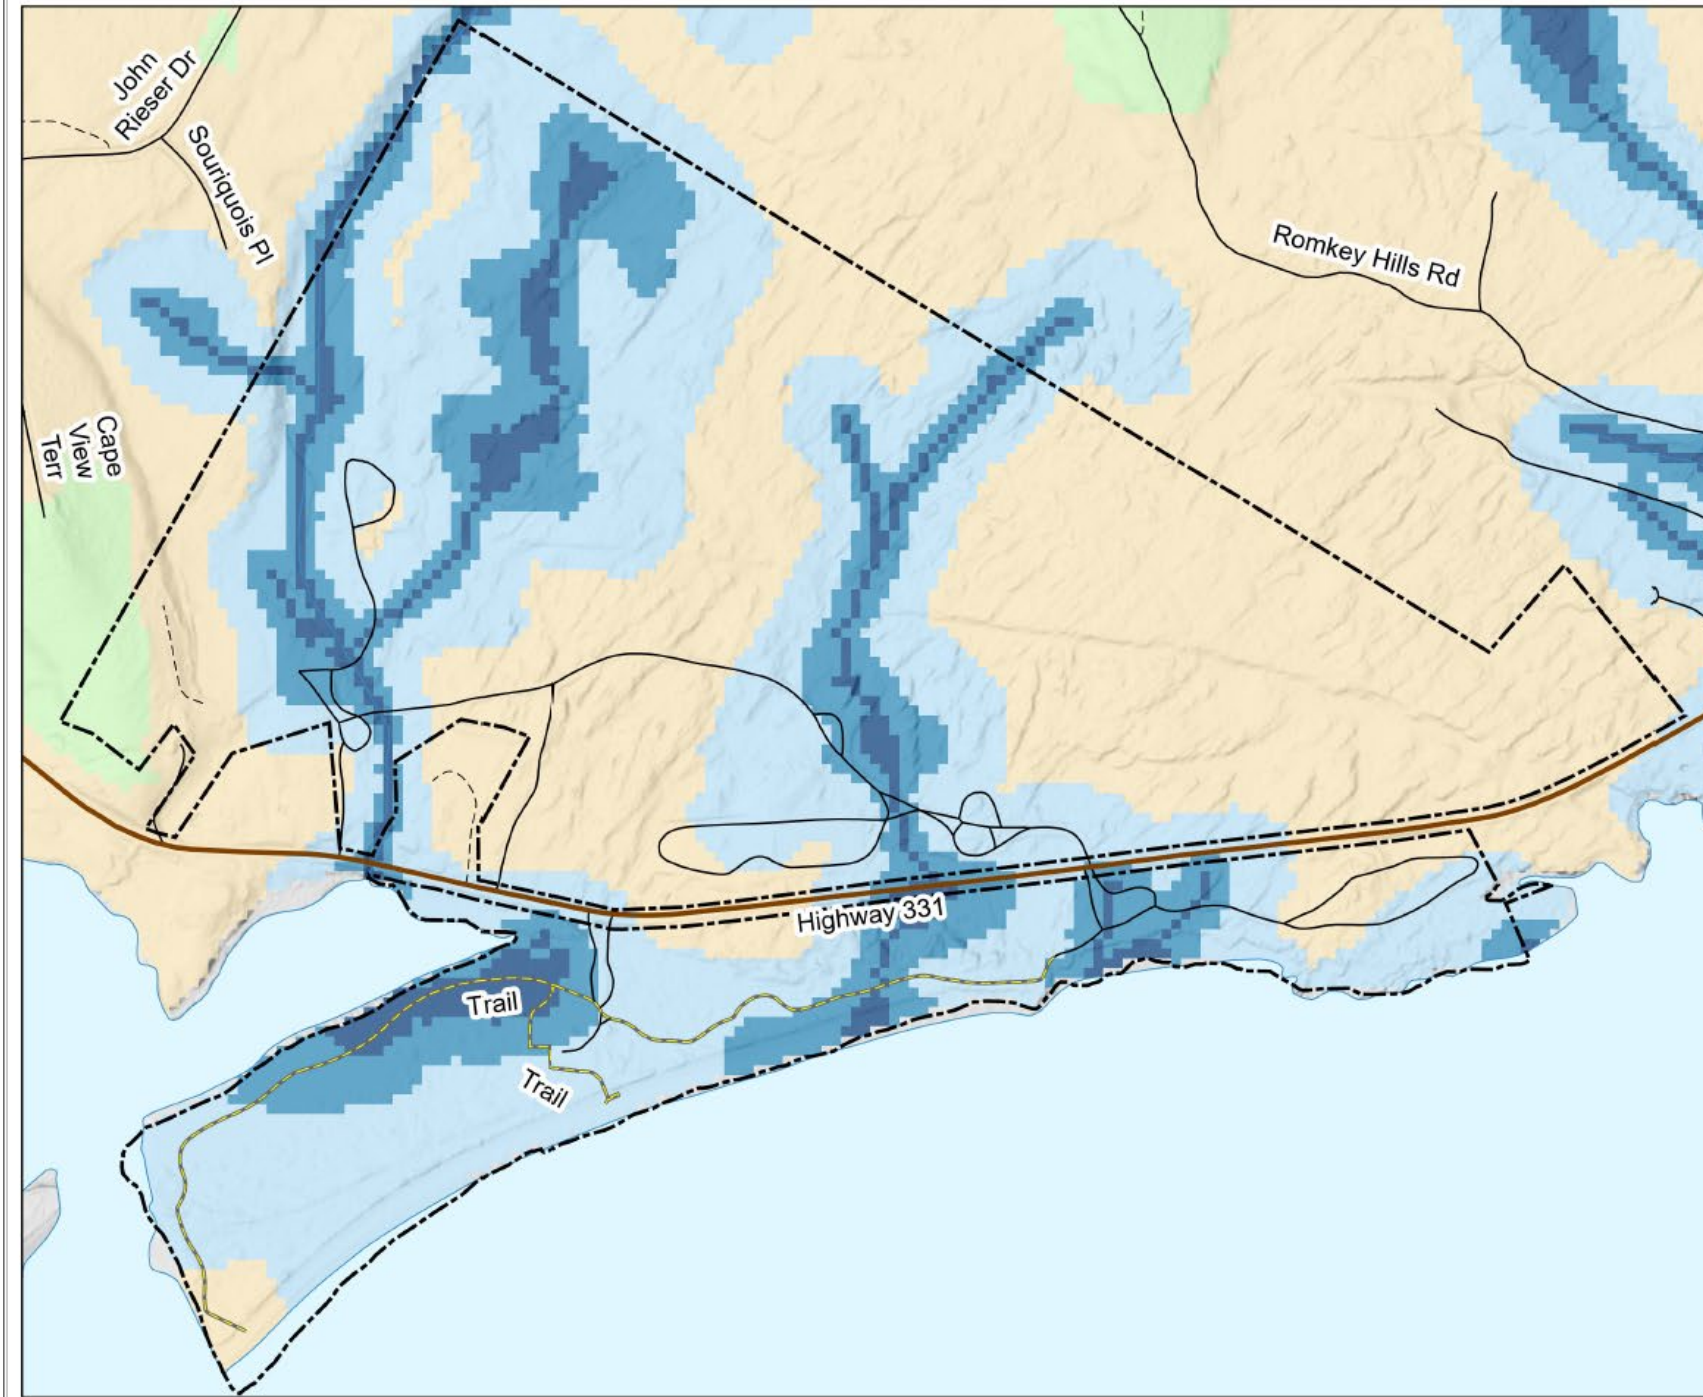 John
Rieser Dr
Souriquois Pl
Romkey Hills Rd
Cape
View
Terr
Highway 331
Trail
Trail